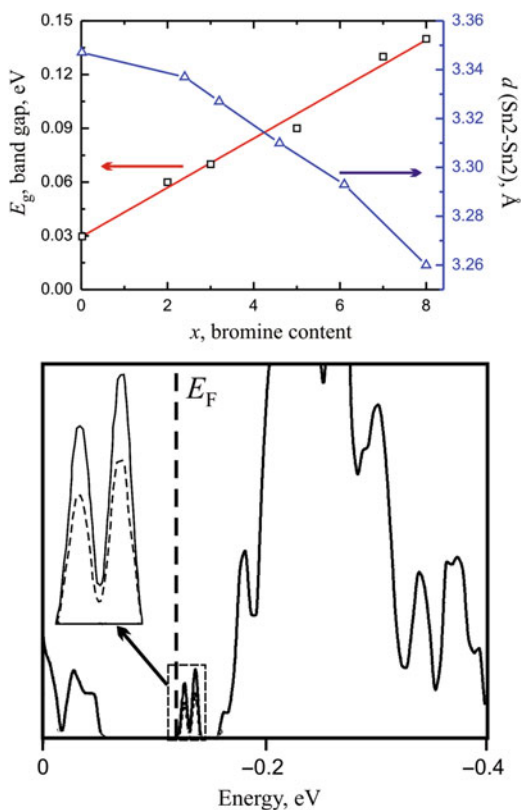 0.15
0.12
0.09
0.06
0.03
0.00
E_g, band gap, eV
3.36
3.34
3.32
3.30
3.28
3.26
d (Sn2-Sn2), Å
0 2 4 6 8
x, bromine content
E_F
0 −0.2 −0.4
Energy, eV